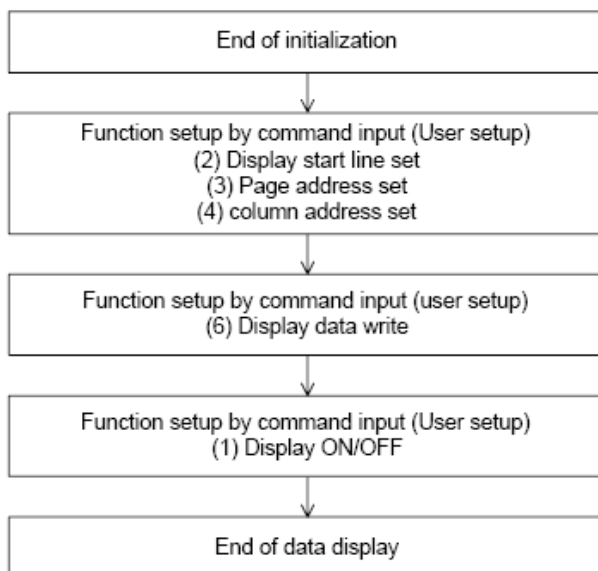 End of initialization
Function setup by command input (User setup)
(2) Display start line set
(3) Page address set
(4) column address set
Function setup by command input (user setup)
(6) Display data write
Function setup by command input (User setup)
(1) Display ON/OFF
End of data display